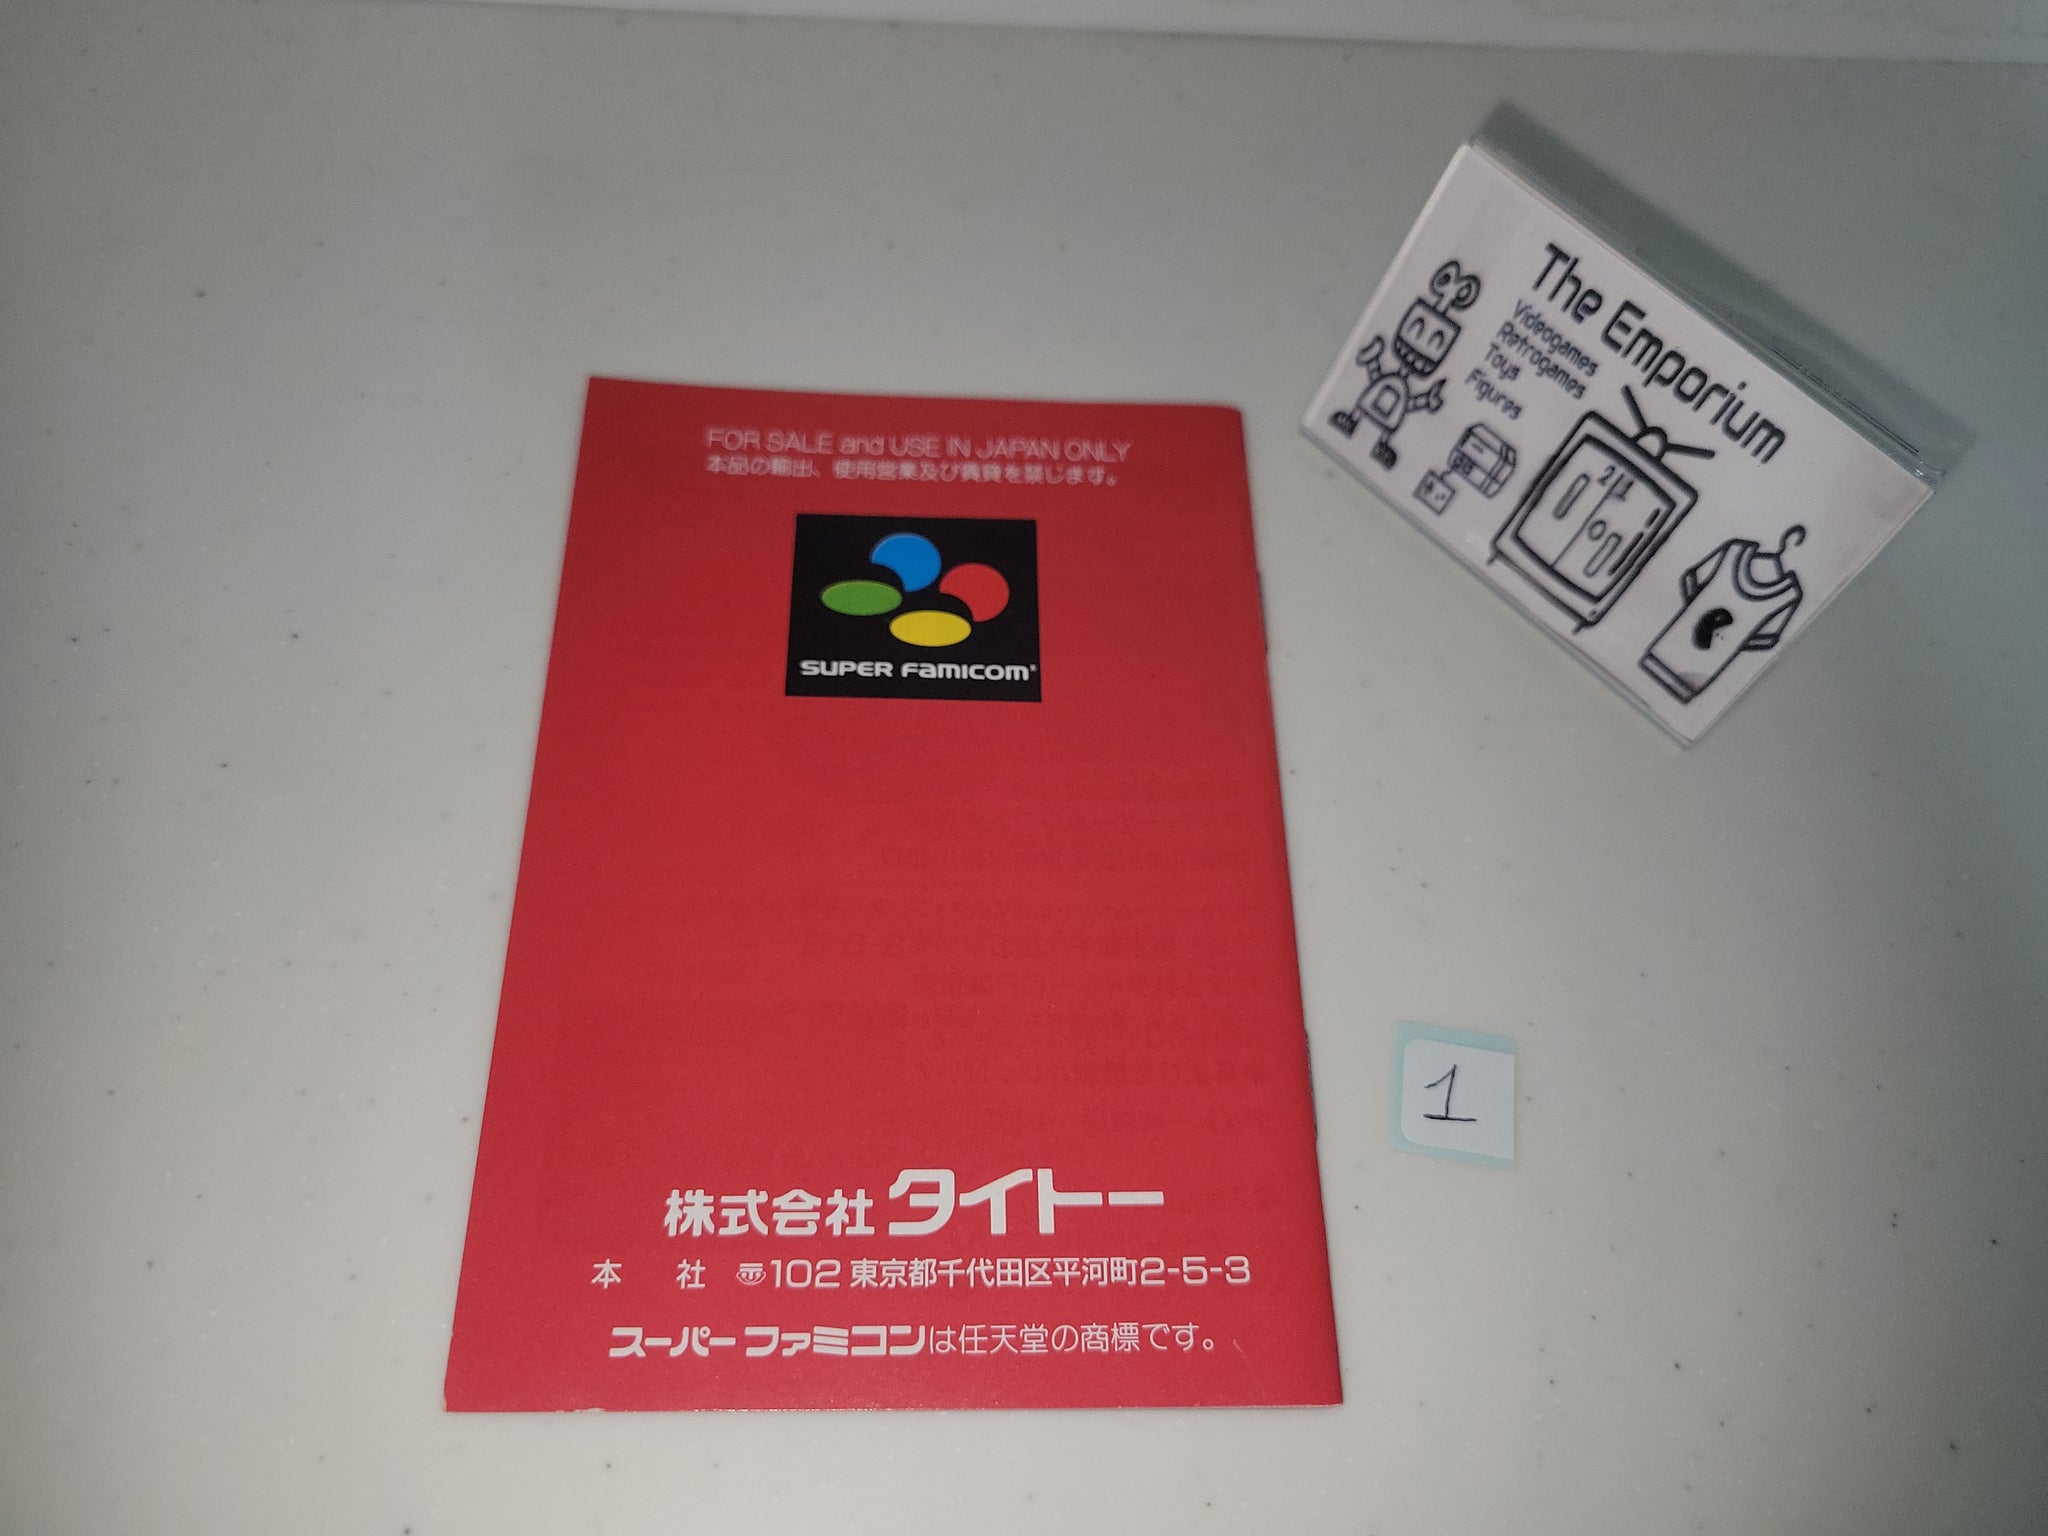 FOR SALE and USE IN JAPAN ONLY
本品の輸出、使用営業及び賃貸を禁じます。
SUPER FAMICOM
株式会社タイトー
本 社 〠102 東京都千代田区平河町2-5-3
スーパーファミコンは任天堂の商標です。
The Emporium
Videogames
Retrogames
Toys
Figures
21
1